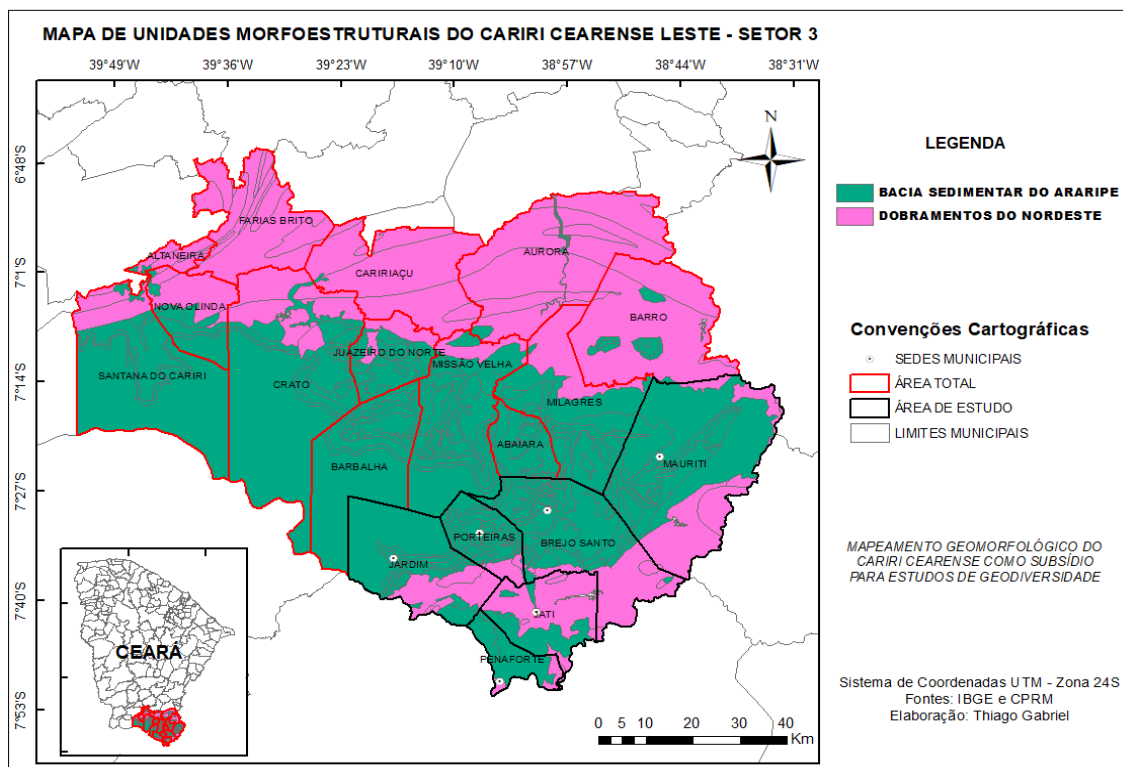 MAPA DE UNIDADES MORFOESTRUTURAIS DO CARIRI CEARENSE LESTE - SETOR 3
39°49'W 39°36'W 39°23'W 39°10'W 38°57'W 38°44'W 38°31'W
N
6°48'S
7°1'S
7°14'S
7°27'S
7°40'S
7°53'S
FARIAS BRITO
ALTANEIRA
AURORA
CARIRIAÇU
NOVA OLINDA
BARRO
JUAZEIRO DO NORTE
MISSÃO VELHA
SANTANA DO CARIRI
CRATO
MILAGRES
ABAIARA
BARBALHA
MAURITI
PORTEIRAS
BREJO SANTO
JARDIM
JATI
PENAFORTE
CEARÁ
0 5 10 20 30 40
Km
LEGENDA
BACIA SEDIMENTAR DO ARARIPE
DOBRAMENTOS DO NORDESTE
Convenções Cartográficas
SEDES MUNICIPAIS
ÁREA TOTAL
ÁREA DE ESTUDO
LIMITES MUNICIPAIS
MAPEAMENTO GEOMORFOLÓGICO DO
CARIRI CEARENSE COMO SUBSÍDIO
PARA ESTUDOS DE GEODIVERSIDADE
Sistema de Coordenadas UTM - Zona 24S
Fontes: IBGE e CPRM
Elaboração: Thiago Gabriel